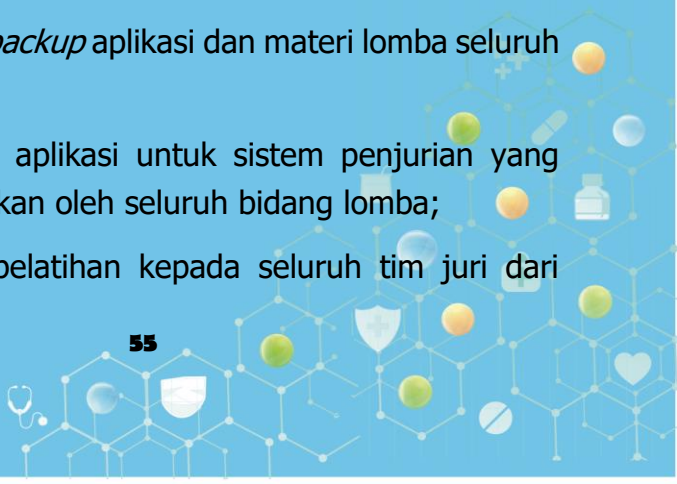 backup aplikasi dan materi lomba seluruh
aplikasi untuk sistem penjurian yang
kan oleh seluruh bidang lomba;
pelatihan kepada seluruh tim juri dari
55